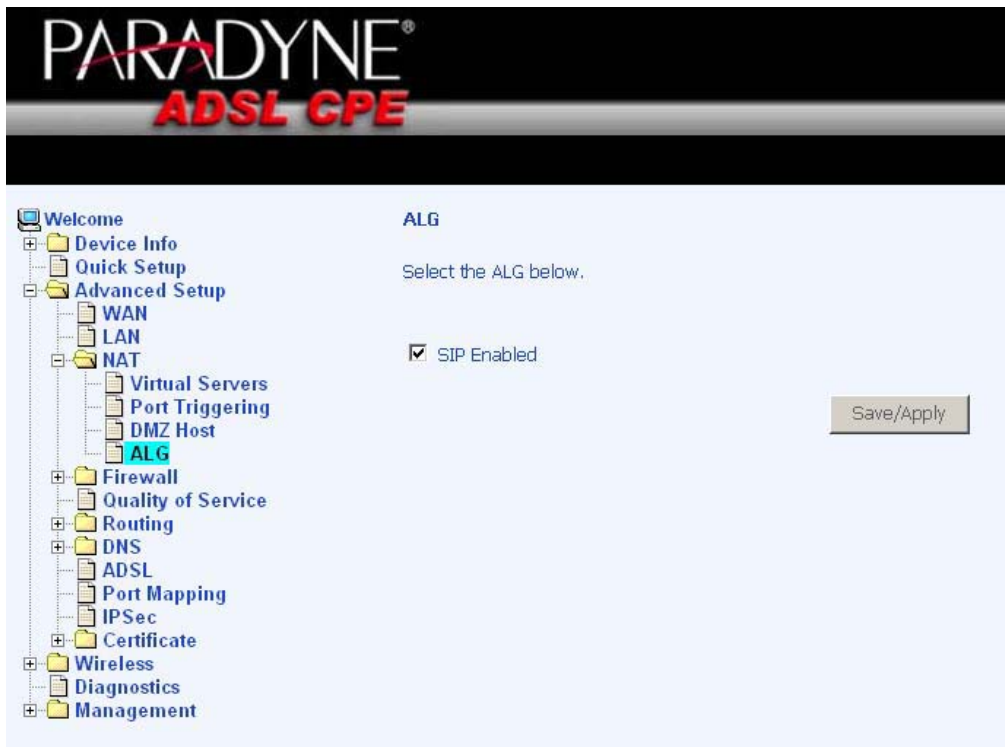 PARADYNE®
ADSL CPE
Welcome
Device Info
Quick Setup
Advanced Setup
WAN
LAN
NAT
Virtual Servers
Port Triggering
DMZ Host
ALG
Firewall
Quality of Service
Routing
DNS
ADSL
Port Mapping
IPSec
Certificate
Wireless
Diagnostics
Management
ALG
Select the ALG below.
SIP Enabled
Save/Apply